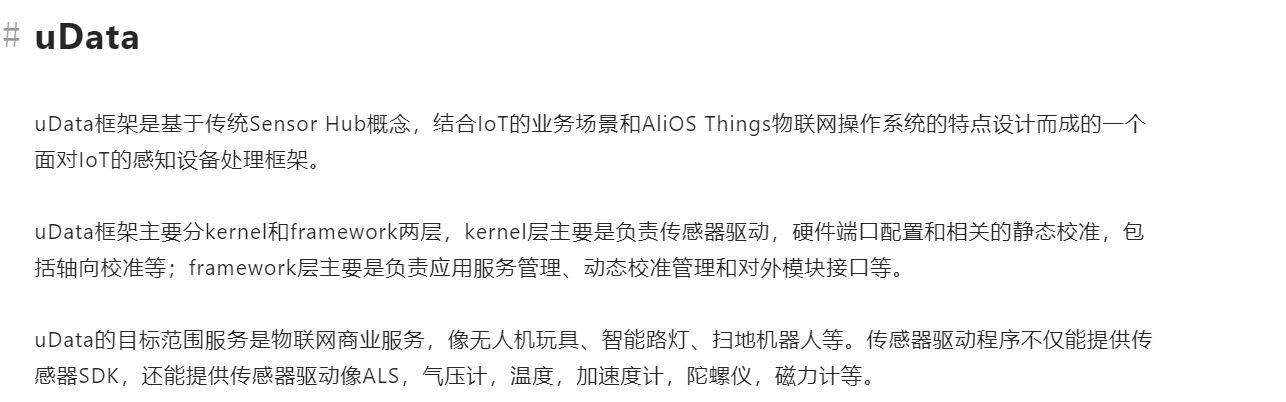 # uData
uData框架是基于传统Sensor Hub概念，结合IoT的业务场景和AliOS Things物联网操作系统的特点设计而成的一个
面对IoT的感知设备处理框架。
uData框架主要分kernel和framework两层，kernel层主要是负责传感器驱动，硬件端口配置和相关的静态校准，包
括轴向校准等；framework层主要是负责应用服务管理、动态校准管理和对外模块接口等。
uData的目标范围服务是物联网商业服务，像无人机玩具、智能路灯、扫地机器人等。传感器驱动程序不仅能提供传
感器SDK，还能提供传感器驱动像ALS，气压计，温度，加速度计，陀螺仪，磁力计等。